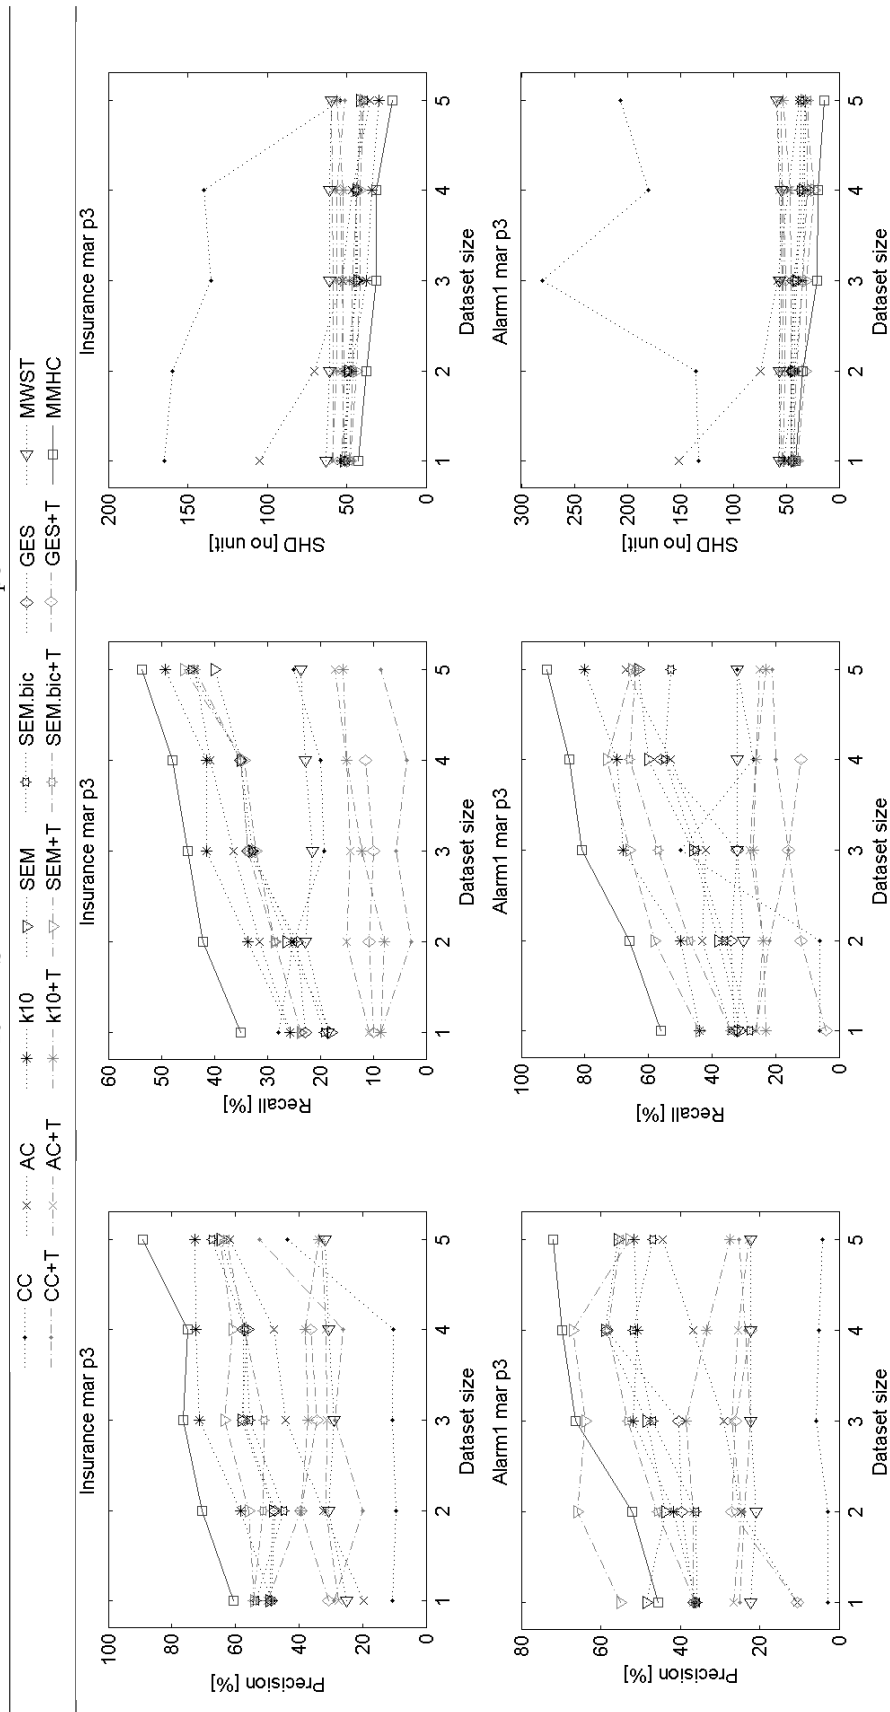 CC AC k10 SEM SEM.bic GES MWST
CC+T AC+T k10+T SEM+T SEM.bic+T GES+T MMHC
Insurance mar p3
Precision [%]
100
80
60
40
20
0
1 2 3 4 5
Dataset size
Insurance mar p3
Recall [%]
60
50
40
30
20
10
0
1 2 3 4 5
Dataset size
Insurance mar p3
SHD [no unit]
200
150
100
50
0
1 2 3 4 5
Dataset size
Alarm1 mar p3
Precision [%]
80
60
40
20
0
1 2 3 4 5
Dataset size
Alarm1 mar p3
Recall [%]
100
80
60
40
20
0
1 2 3 4 5
Dataset size
Alarm1 mar p3
SHD [no unit]
300
250
200
150
100
50
0
1 2 3 4 5
Dataset size